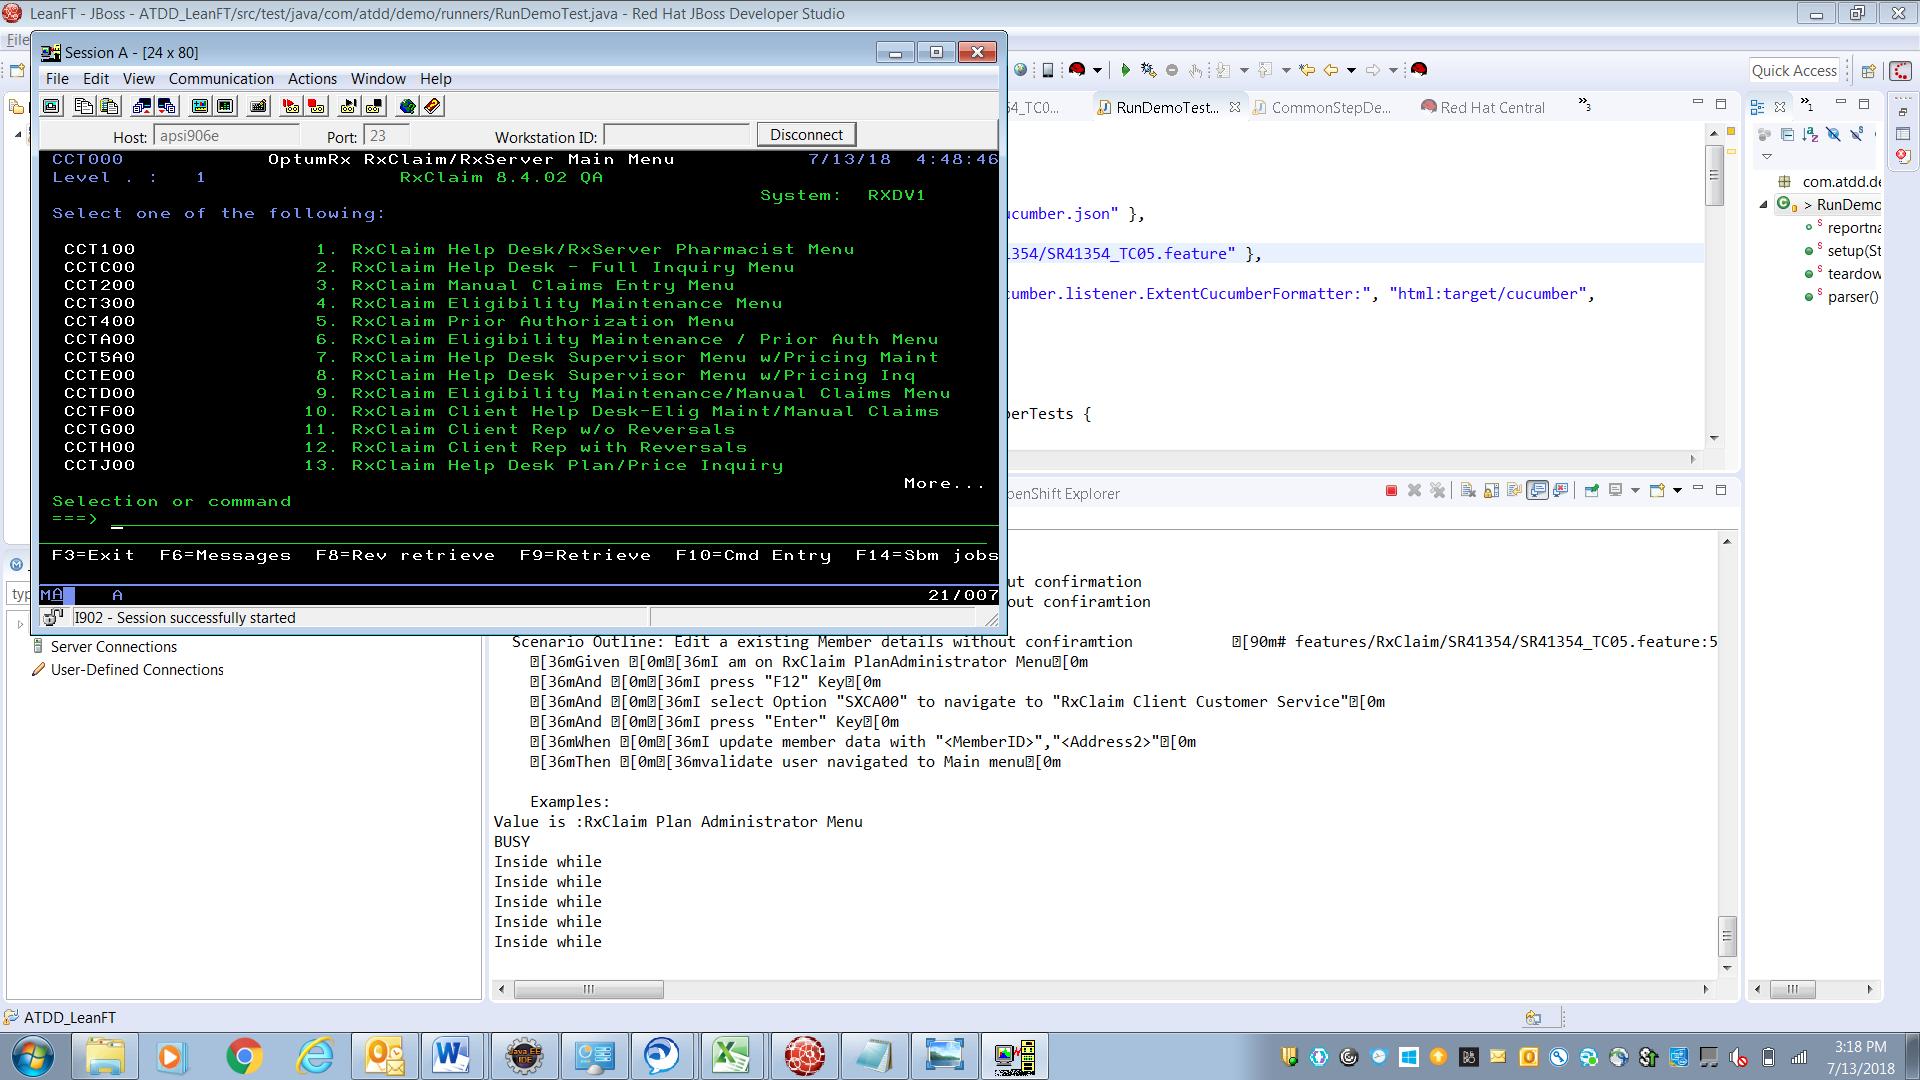 LeanFT - JBoss - ATDD_LeanFT/src/test/java/com/atdd/demo/runners/RunDemoTest.java - Red Hat JBoss Developer Studio
File
Session A - [24 x 80]
File Edit View Communication Actions Window Help
Host: apsi906e Port: 23 Workstation ID: Disconnect
CCT000 OptumRx RxClaim/RxServer Main Menu 7/13/18 4:48:46
Level . : 1 RxClaim 8.4.02 QA
System: RXDV1
Select one of the following:
CCT100 1. RxClaim Help Desk/RxServer Pharmacist Menu
CCTC00 2. RxClaim Help Desk - Full Inquiry Menu
CCT200 3. RxClaim Manual Claims Entry Menu
CCT300 4. RxClaim Eligibility Maintenance Menu
CCT400 5. RxClaim Prior Authorization Menu
CCTA00 6. RxClaim Eligibility Maintenance / Prior Auth Menu
CCT5A0 7. RxClaim Help Desk Supervisor Menu w/Pricing Maint
CCTE00 8. RxClaim Help Desk Supervisor Menu w/Pricing Inq
CCTD00 9. RxClaim Eligibility Maintenance/Manual Claims Menu
CCTF00 10. RxClaim Client Help Desk-Elig Maint/Manual Claims
CCTG00 11. RxClaim Client Rep w/o Reversals
CCTH00 12. RxClaim Client Rep with Reversals
CCTJ00 13. RxClaim Help Desk Plan/Price Inquiry
More...
Selection or command
===>
F3=Exit F6=Messages F8=Rev retrieve F9=Retrieve F10=Cmd Entry F14=Sbm jobs
MA A 21/007
I902 - Session successfully started
Quick Access
4_TC0... RunDemoTest... CommonStepDe... Red Hat Central »3
ucumber.json" },
1354/SR41354_TC05.feature" },
cumber.listener.ExtentCucumberFormatter:", "html:target/cucumber",
berTests {
»1
com.atdd.de
> RunDemo
reportna
setup(St
teardow
parser()
penShift Explorer
typ
Server Connections
User-Defined Connections
out confirmation
out confiramtion
Scenario Outline: Edit a existing Member details without confiramtion [90m# features/RxClaim/SR41354/SR41354_TC05.feature:5
[36mGiven [0m[36mI am on RxClaim PlanAdministrator Menu[0m
[36mAnd [0m[36mI press "F12" Key[0m
[36mAnd [0m[36mI select Option "SXCA00" to navigate to "RxClaim Client Customer Service"[0m
[36mAnd [0m[36mI press "Enter" Key[0m
[36mWhen [0m[36mI update member data with "<MemberID>","<Address2>"[0m
[36mThen [0m[36mvalidate user navigated to Main menu[0m
Examples:
Value is :RxClaim Plan Administrator Menu
BUSY
Inside while
Inside while
Inside while
Inside while
Inside while
ATDD_LeanFT
3:18 PM
7/13/2018